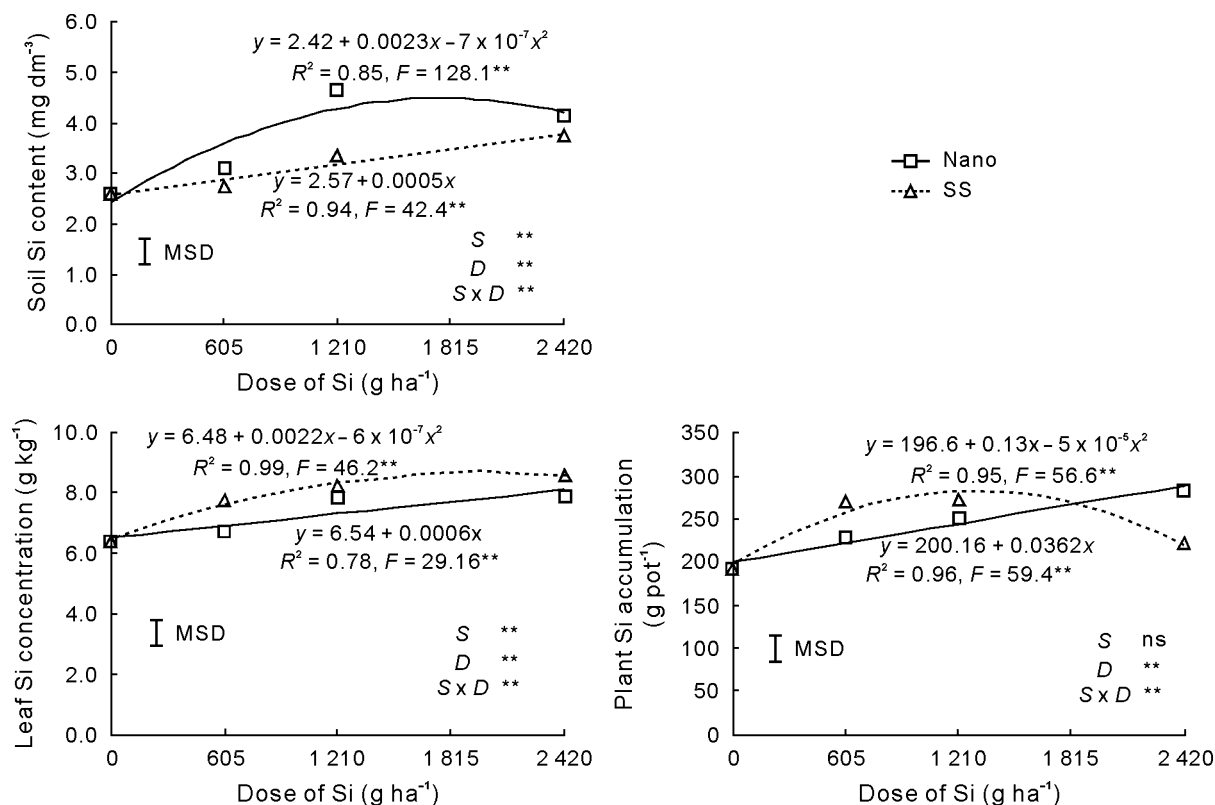 Soil Si content (mg dm⁻³)
6.0
5.0
4.0
3.0
2.0
1.0
0.0
y = 2.42 + 0.0023x – 7 x 10⁻⁷x²
R² = 0.85, F = 128.1**
y = 2.57 + 0.0005x
R² = 0.94, F = 42.4**
MSD
S **
D **
S x D **
0 605 1 210 1 815 2 420
Dose of Si (g ha⁻¹)
Nano
SS
Leaf Si concentration (g kg⁻¹)
10.0
8.0
6.0
4.0
2.0
0.0
y = 6.48 + 0.0022x – 6 x 10⁻⁷x²
R² = 0.99, F = 46.2**
y = 6.54 + 0.0006x
R² = 0.78, F = 29.16**
MSD
S **
D **
S x D **
0 605 1 210 1 815 2 420
Dose of Si (g ha⁻¹)
Plant Si accumulation
(g pot⁻¹)
350
300
250
200
150
100
50
0
y = 196.6 + 0.13x – 5 x 10⁻⁵x²
R² = 0.95, F = 56.6**
y = 200.16 + 0.0362x
R² = 0.96, F = 59.4**
MSD
S ns
D **
S x D **
0 605 1 210 1 815 2 420
Dose of Si (g ha⁻¹)